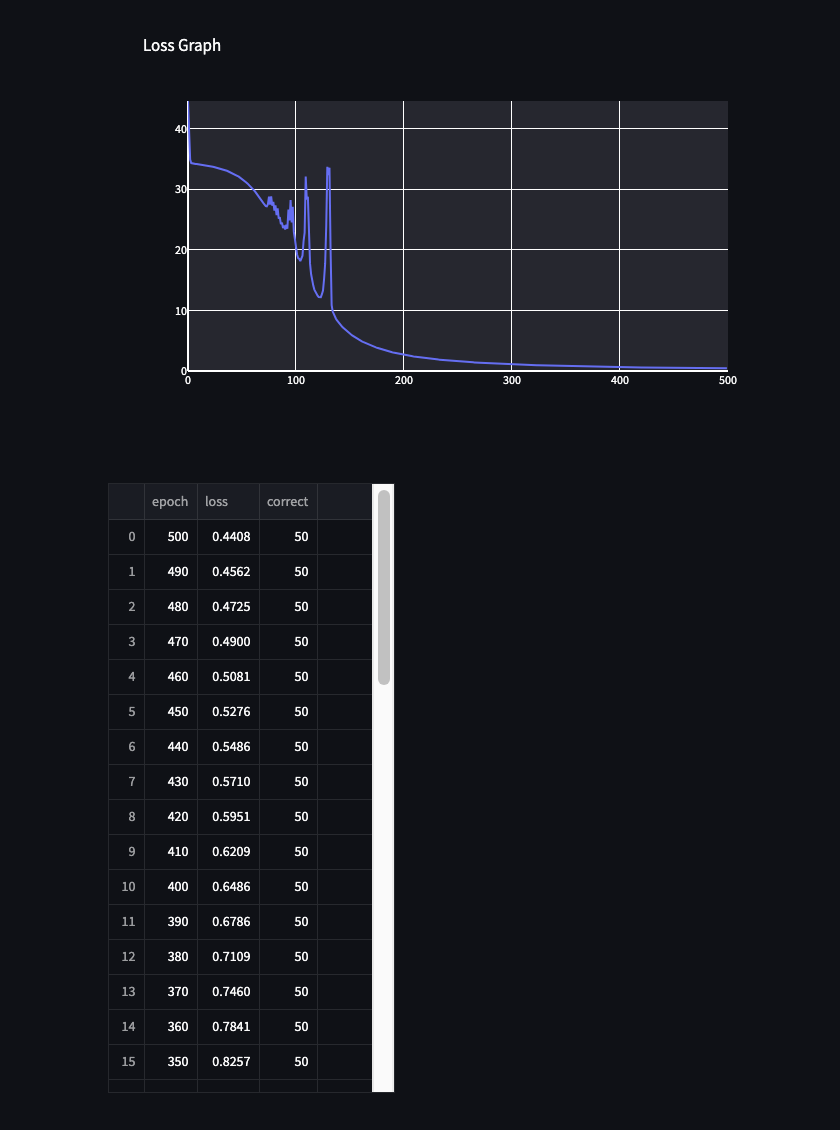 Loss Graph
40
30
20
10
0
0 100 200 300 400 500
epoch loss correct
0 500 0.4408 50
1 490 0.4562 50
2 480 0.4725 50
3 470 0.4900 50
4 460 0.5081 50
5 450 0.5276 50
6 440 0.5486 50
7 430 0.5710 50
8 420 0.5951 50
9 410 0.6209 50
10 400 0.6486 50
11 390 0.6786 50
12 380 0.7109 50
13 370 0.7460 50
14 360 0.7841 50
15 350 0.8257 50